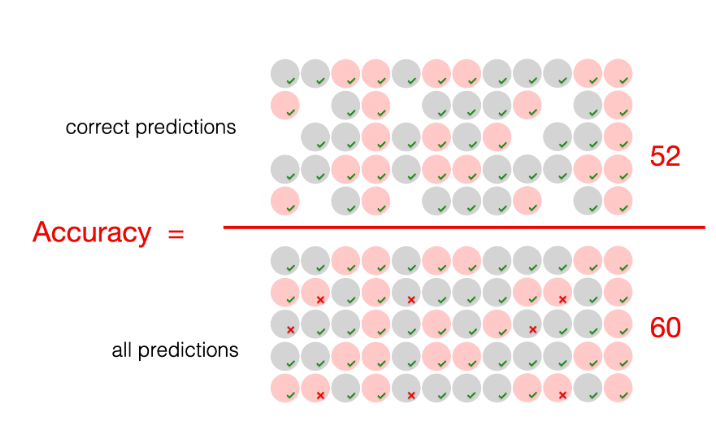 correct predictions
52
Accuracy =
all predictions
60